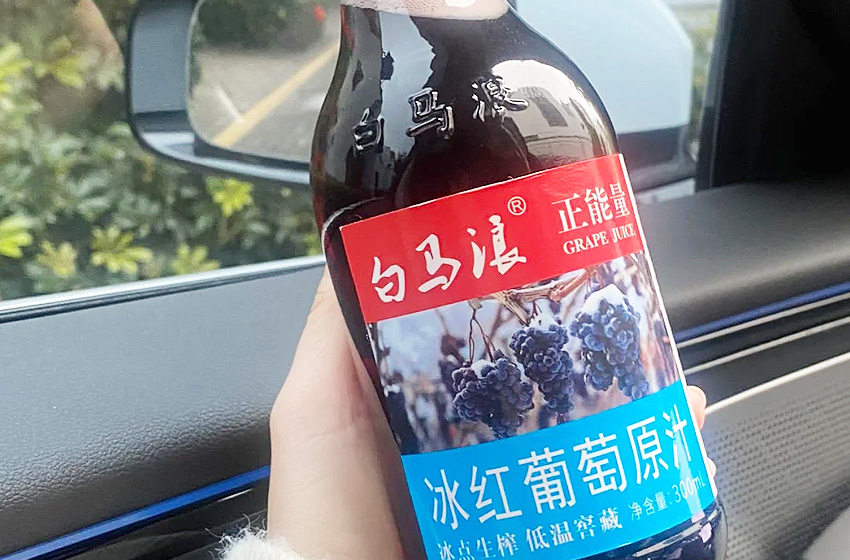 白马浪
白马浪®
正能量
GRAPE JUICE
冰红葡萄原汁
净含量:300mL
冰点生榨 低温窖藏